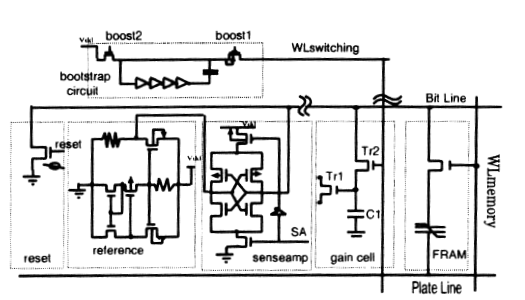 boost2
boost1
Vdd
WLswitching
bootstrap
circuit
Bit Line
reset
Vdd
Vdd
Tr2
Tr1
C1
WLmemory
SA
reference
FRAM
reset
senseamp
gain cell
Plate Line